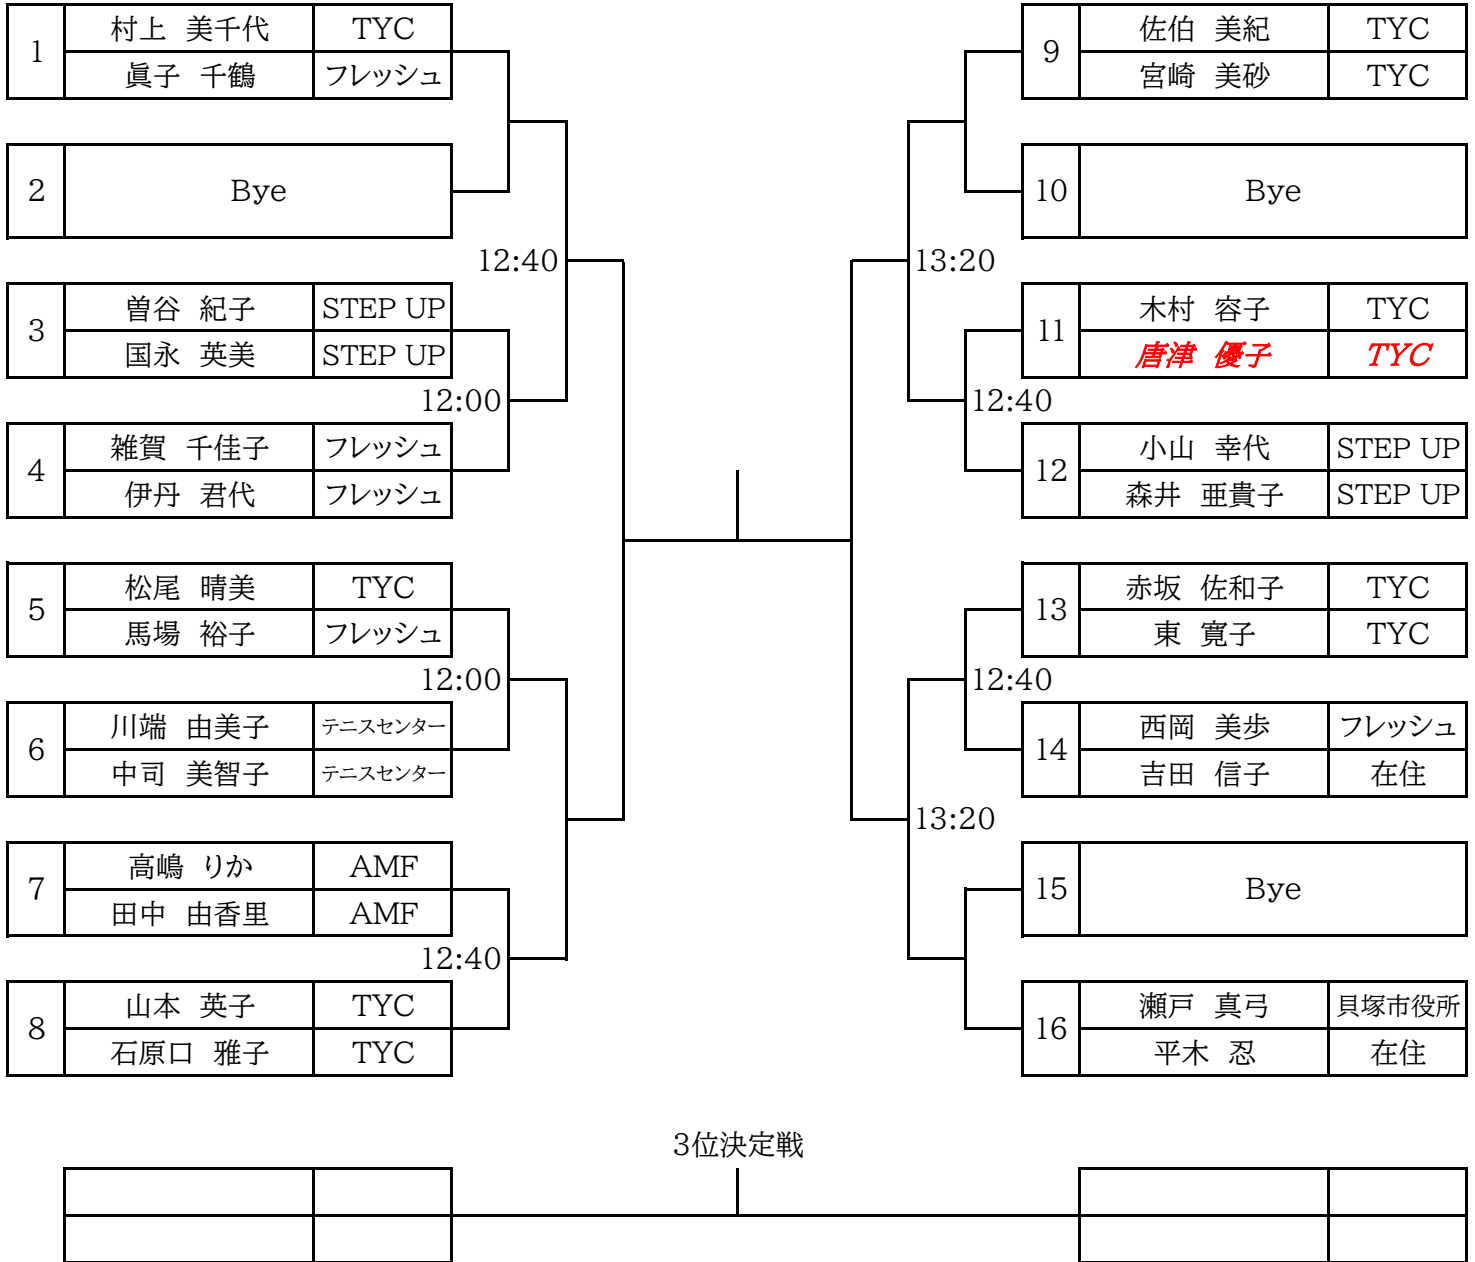 1
村上 美千代 TYC
眞子 千鶴 フレッシュ
2
Bye
12:40
3
曽谷 紀子 STEP UP
国永 英美 STEP UP
12:00
4
雑賀 千佳子 フレッシュ
伊丹 君代 フレッシュ
5
松尾 晴美 TYC
馬場 裕子 フレッシュ
12:00
6
川端 由美子 テニスセンター
中司 美智子 テニスセンター
7
高嶋 りか AMF
田中 由香里 AMF
12:40
8
山本 英子 TYC
石原口 雅子 TYC
9
佐伯 美紀 TYC
宮崎 美砂 TYC
10
Bye
13:20
11
木村 容子 TYC
唐津 優子 TYC
12:40
12
小山 幸代 STEP UP
森井 亜貴子 STEP UP
13
赤坂 佐和子 TYC
東 寛子 TYC
12:40
14
西岡 美歩 フレッシュ
吉田 信子 在住
13:20
15
Bye
16
瀬戸 真弓 貝塚市役所
平木 忍 在住
3位決定戦